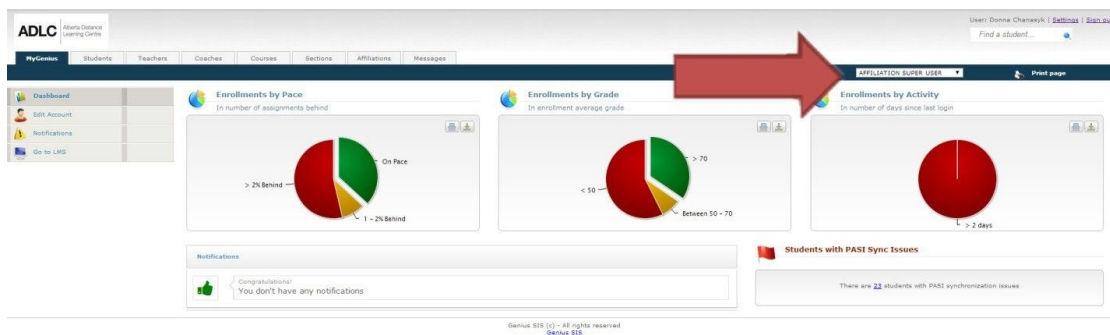 ADLC Alberta Distance
Learning Centre
User: Donna Chanasyk | Settings | Sign ou
Find a student...
MyGenius Students Teachers Coaches Courses Sections Affiliations Messages
AFFILIATION SUPER USER Print page
Dashboard
Edit Account
Notifications
Go to LMS
Enrollments by Pace
In number of assignments behind
On Pace
> 2% Behind
1 - 2% Behind
Enrollments by Grade
In enrollment average grade
> 70
< 50
Between 50 - 70
Enrollments by Activity
In number of days since last login
> 2 days
Notifications
Congratulations!
You don't have any notifications
Students with PASI Sync Issues
There are 23 students with PASI synchronization issues
Genius SIS (c) - All rights reserved
Genius SIS